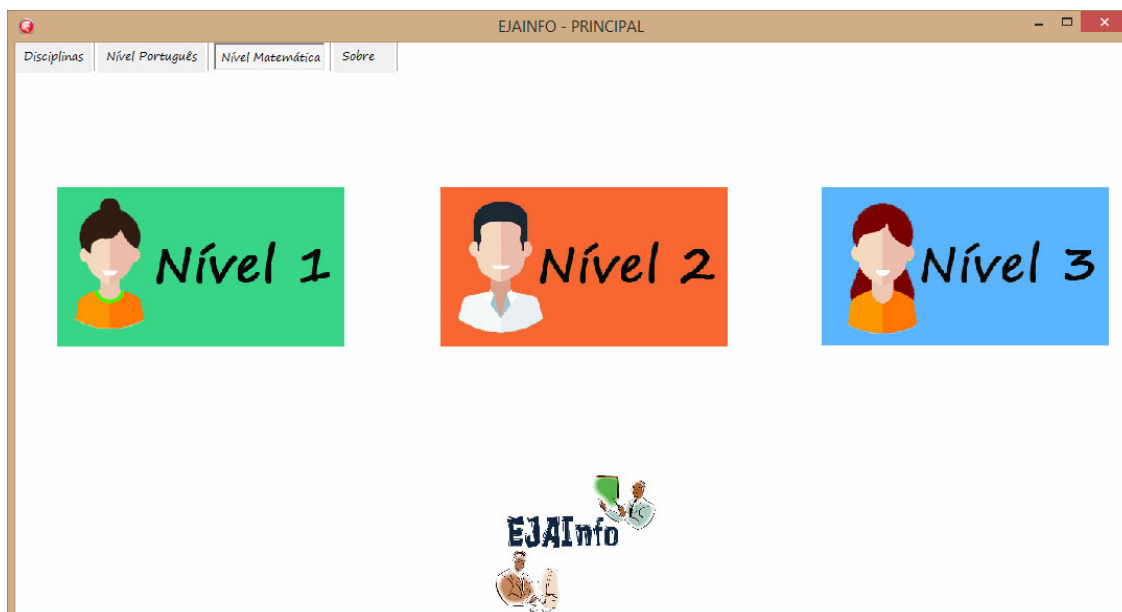 EJAINFO - PRINCIPAL
Disciplinas Nível Português Nível Matemática Sobre
Nível 1 Nível 2 Nível 3
EJAInfo